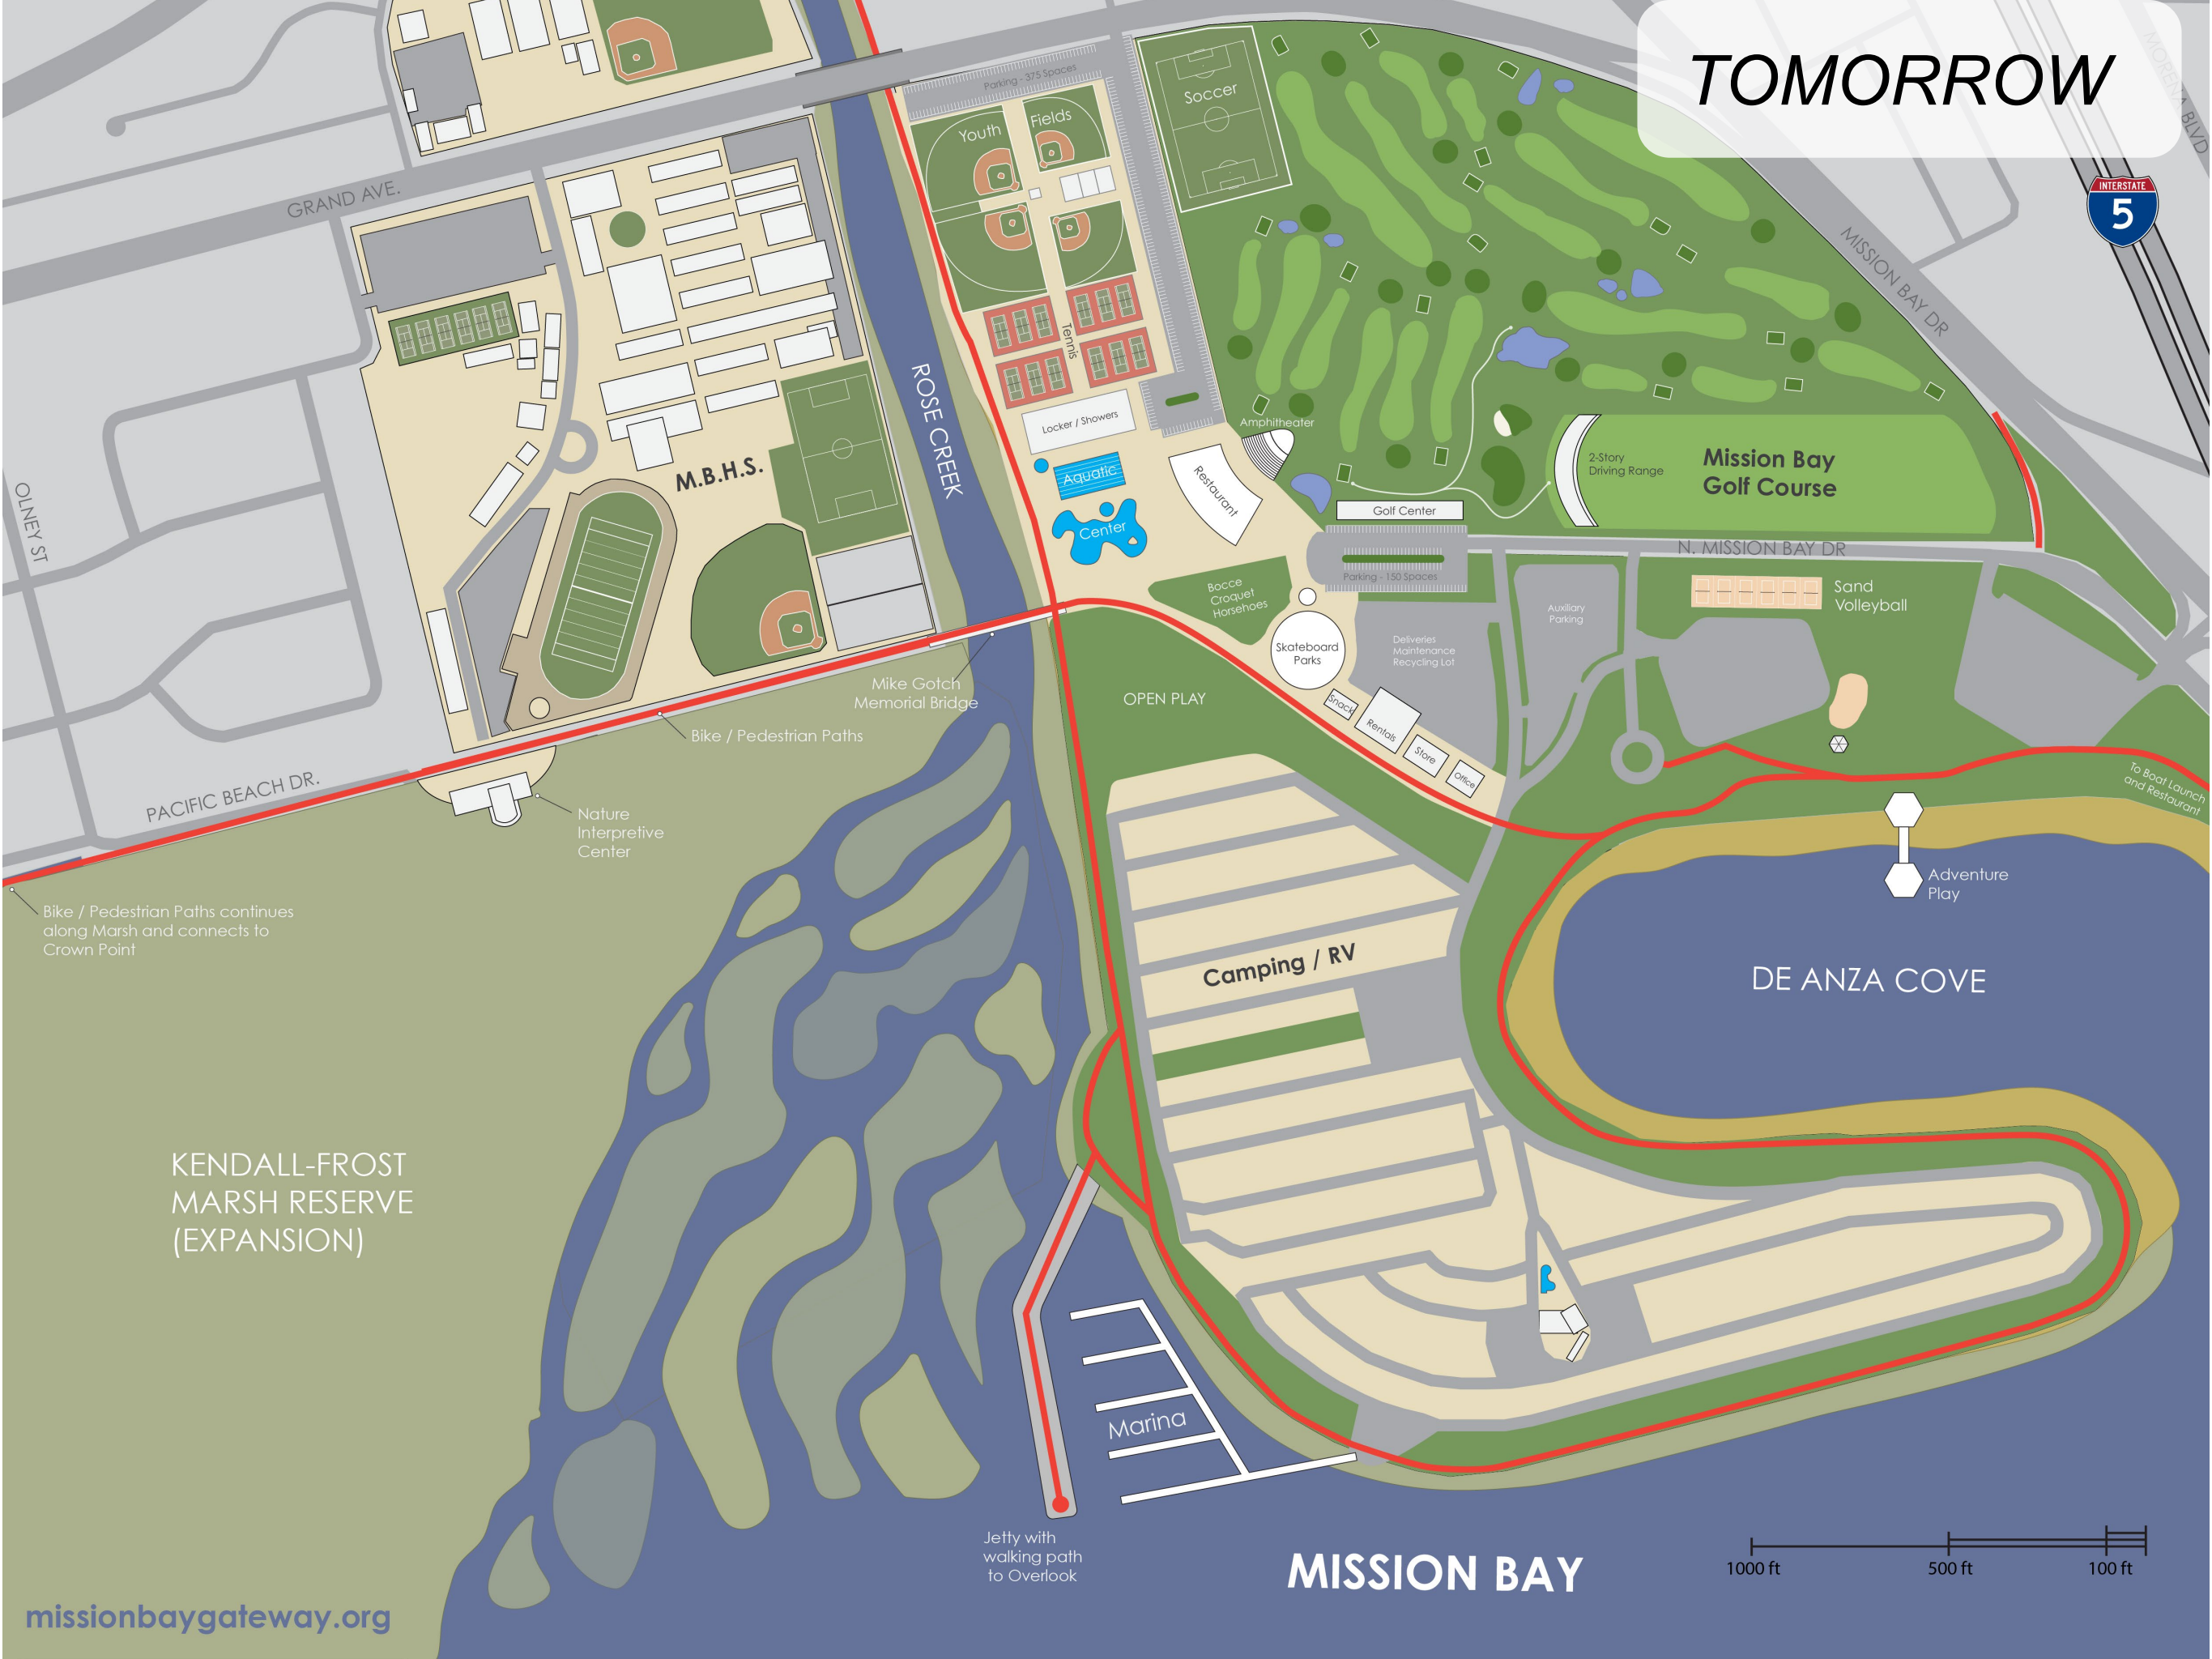 TOMORROW
MORENA BLVD
INTERSTATE
5
MISSION BAY DR
Parking - 375 Spaces
Soccer
Youth
Fields
GRAND AVE.
Tennis
ROSE CREEK
Locker / Showers
Amphitheater
Aquatic
Center
Restaurant
2-Story
Driving Range
Mission Bay
Golf Course
Golf Center
N. MISSION BAY DR
Parking - 150 Spaces
M.B.H.S.
OLNEY ST
Bocce
Croquet
Horsehoes
Auxiliary
Parking
Sand
Volleyball
Skateboard
Parks
Deliveries
Maintenance
Recycling Lot
Mike Gotch
Memorial Bridge
OPEN PLAY
Snack
Rentals
Store
Office
Bike / Pedestrian Paths
PACIFIC BEACH DR.
Nature
Interpretive
Center
To Boat Launch
and Restaurant
Adventure
Play
Bike / Pedestrian Paths continues
along Marsh and connects to
Crown Point
Camping / RV
DE ANZA COVE
KENDALL-FROST
MARSH RESERVE
(EXPANSION)
Marina
Jetty with
walking path
to Overlook
MISSION BAY
1000 ft
500 ft
100 ft
missionbaygateway.org